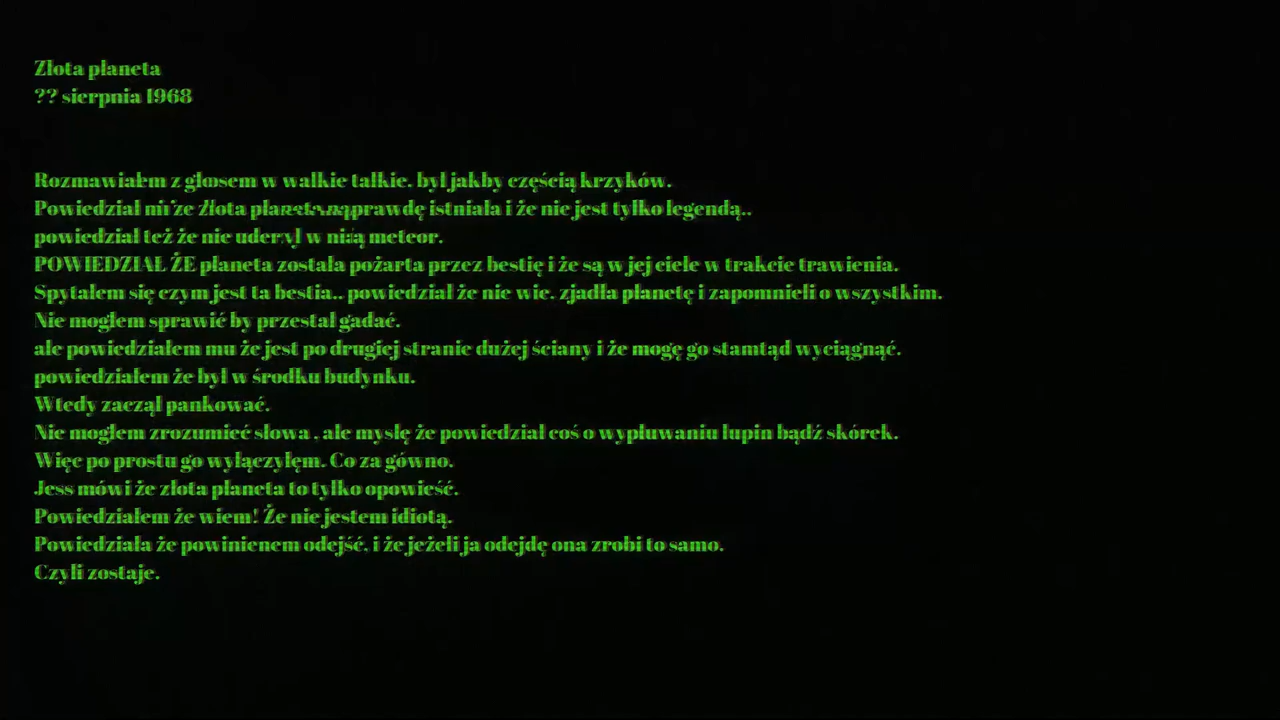 Złota planeta
?? sierpnia 1968
Rozmawiałem z głosem w walkie talkie. był jakby częścią krzyków.
Powiedział że złota planeta naprawdę istniała i że nie jest tylko legendą..
powiedział też że nie uderzył w nią meteor.
POWIEDZIAŁ ŻE planeta została pożarta przez bestię i że są w jej ciele w trakcie trawienia.
Spytałem się czym jest ta bestia.. powiedział że nie wie. zjadła planetę i zapomnieli o wszystkim.
Nie mogłem sprawić by przestał gadać.
ale powiedziałem mu że jest po drugiej stranie dużej ściany i że mogę go stamtąd wyciągnąć.
powiedziałem że był w środku budynku.
Wtedy zaczął pankować.
Nie mogłem zrozumieć słowa , ale myslę że powiedział coś o wypluwaniu łupin bądź skórek.
Więc po prostu go wyłączyłęm. Co za gówno.
Jess mówi że złota planeta to tylko opowieść.
Powiedziałem że wiem! Że nie jestem idiotą.
Powiedziała że powinienem odejść, i że jeżeli ja odejdę ona zrobi to samo.
Czyli zostaje.